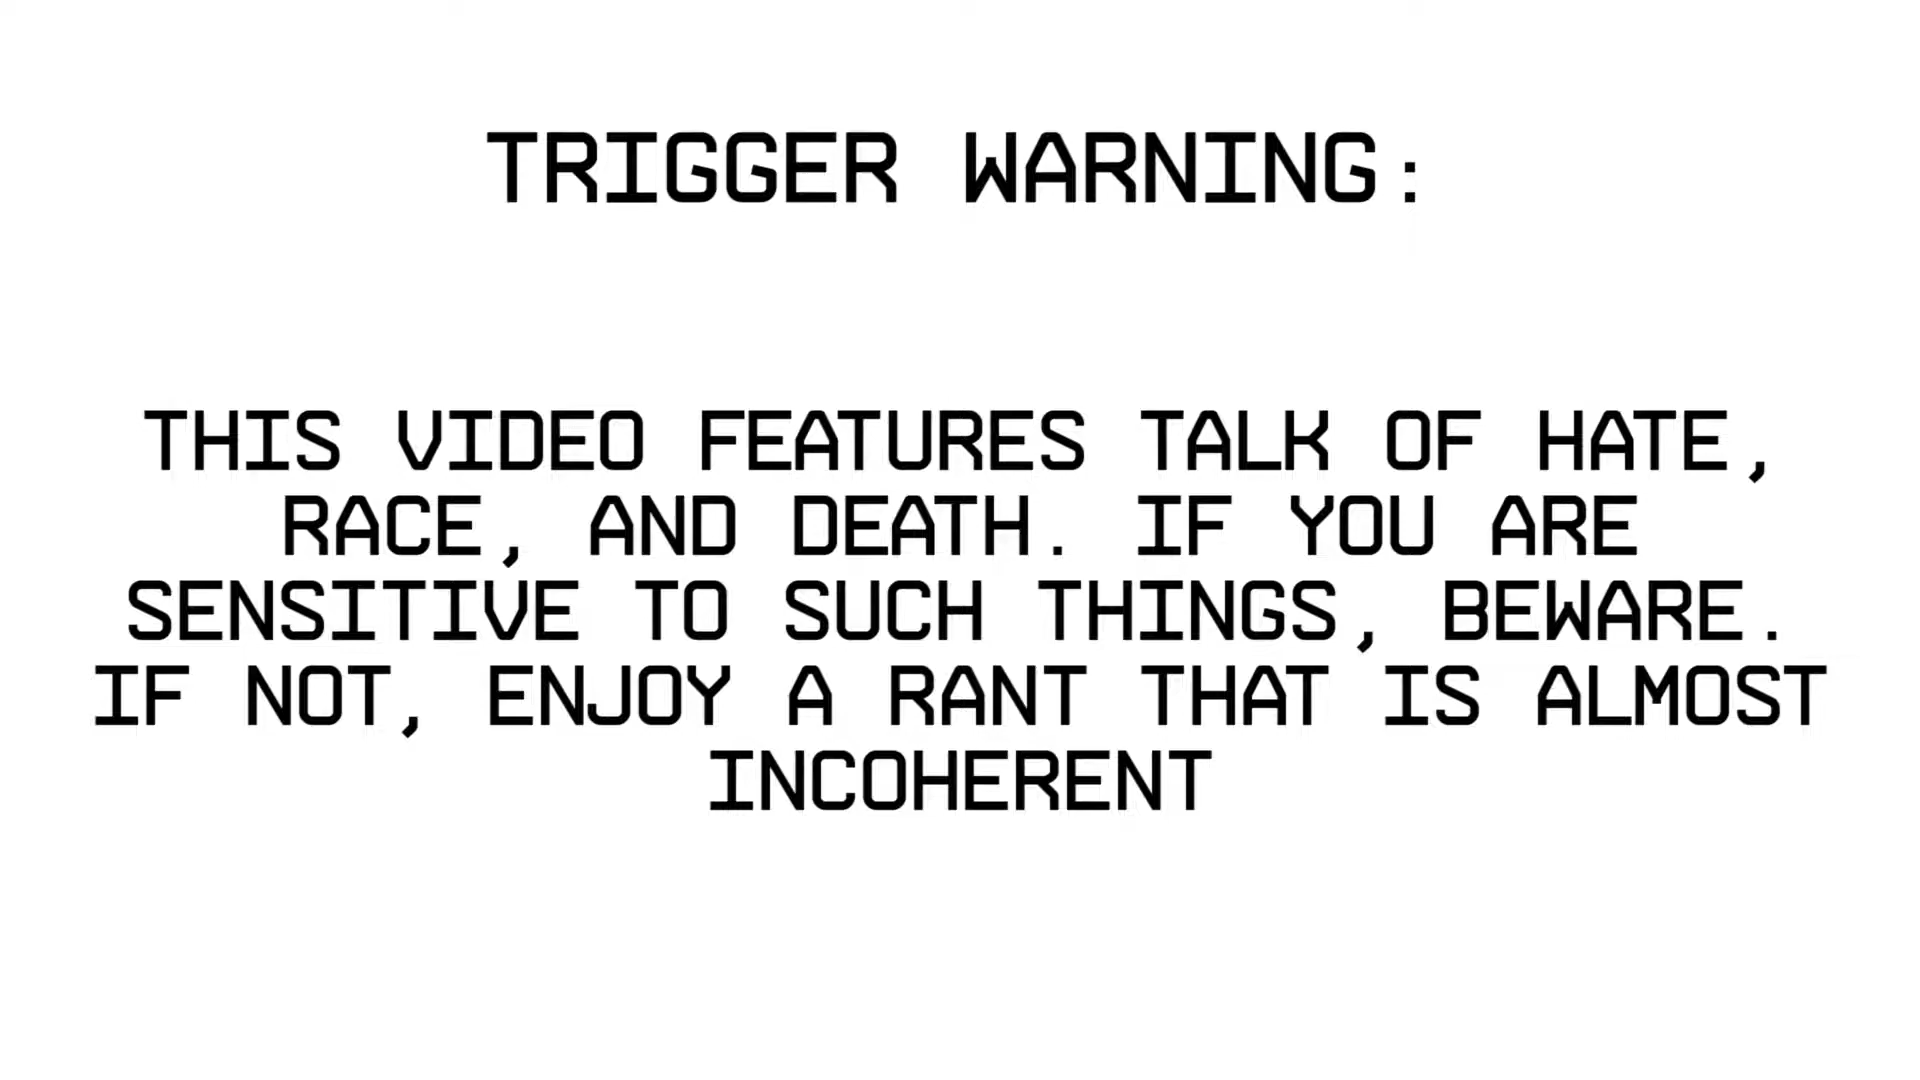 TRIGGER WARNING:
THIS VIDEO FEATURES TALK OF HATE,
RACE, AND DEATH. IF YOU ARE
SENSITIVE TO SUCH THINGS, BEWARE.
IF NOT, ENJOY A RANT THAT IS ALMOST
INCOHERENT